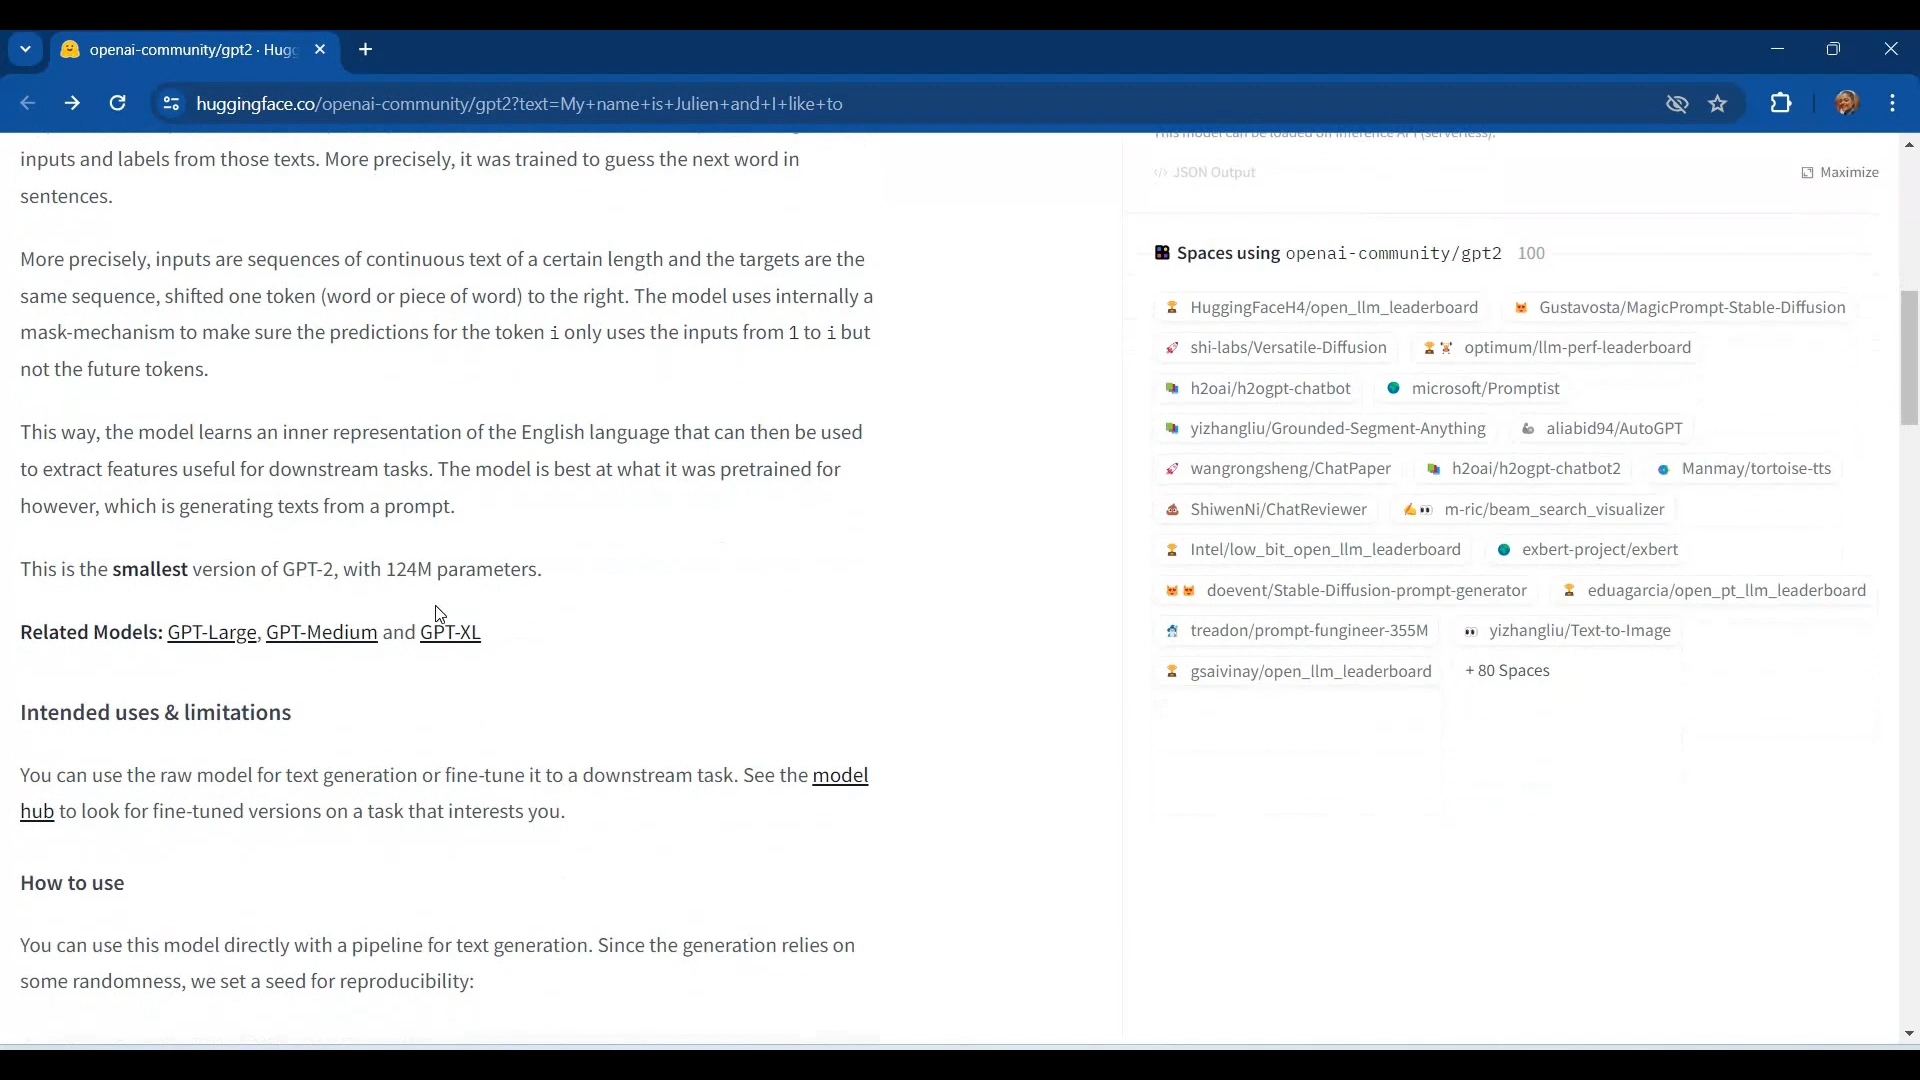 openai-community/gpt2 · Hugg
huggingface.co/openai-community/gpt2?text=My+name+is+Julien+and+I+like+to
inputs and labels from those texts. More precisely, it was trained to guess the next word in
sentences.
More precisely, inputs are sequences of continuous text of a certain length and the targets are the
same sequence, shifted one token (word or piece of word) to the right. The model uses internally a
mask-mechanism to make sure the predictions for the token i only uses the inputs from 1 to i but
not the future tokens.
This way, the model learns an inner representation of the English language that can then be used
to extract features useful for downstream tasks. The model is best at what it was pretrained for
however, which is generating texts from a prompt.
This is the smallest version of GPT-2, with 124M parameters.
Related Models: GPT-Large, GPT-Medium and GPT-XL
Intended uses & limitations
You can use the raw model for text generation or fine-tune it to a downstream task. See the model
hub to look for fine-tuned versions on a task that interests you.
How to use
You can use this model directly with a pipeline for text generation. Since the generation relies on
some randomness, we set a seed for reproducibility:
This model can be loaded on Inference API (serverless).
</> JSON Output
Maximize
Spaces using openai-community/gpt2 100
HuggingFaceH4/open_llm_leaderboard
Gustavosta/MagicPrompt-Stable-Diffusion
shi-labs/Versatile-Diffusion
optimum/llm-perf-leaderboard
h2oai/h2ogpt-chatbot
microsoft/Promptist
yizhangliu/Grounded-Segment-Anything
aliabid94/AutoGPT
wangrongsheng/ChatPaper
h2oai/h2ogpt-chatbot2
Manmay/tortoise-tts
ShiwenNi/ChatReviewer
m-ric/beam_search_visualizer
Intel/low_bit_open_llm_leaderboard
exbert-project/exbert
doevent/Stable-Diffusion-prompt-generator
eduagarcia/open_pt_llm_leaderboard
treadon/prompt-fungineer-355M
yizhangliu/Text-to-Image
gsaivinay/open_llm_leaderboard
+ 80 Spaces